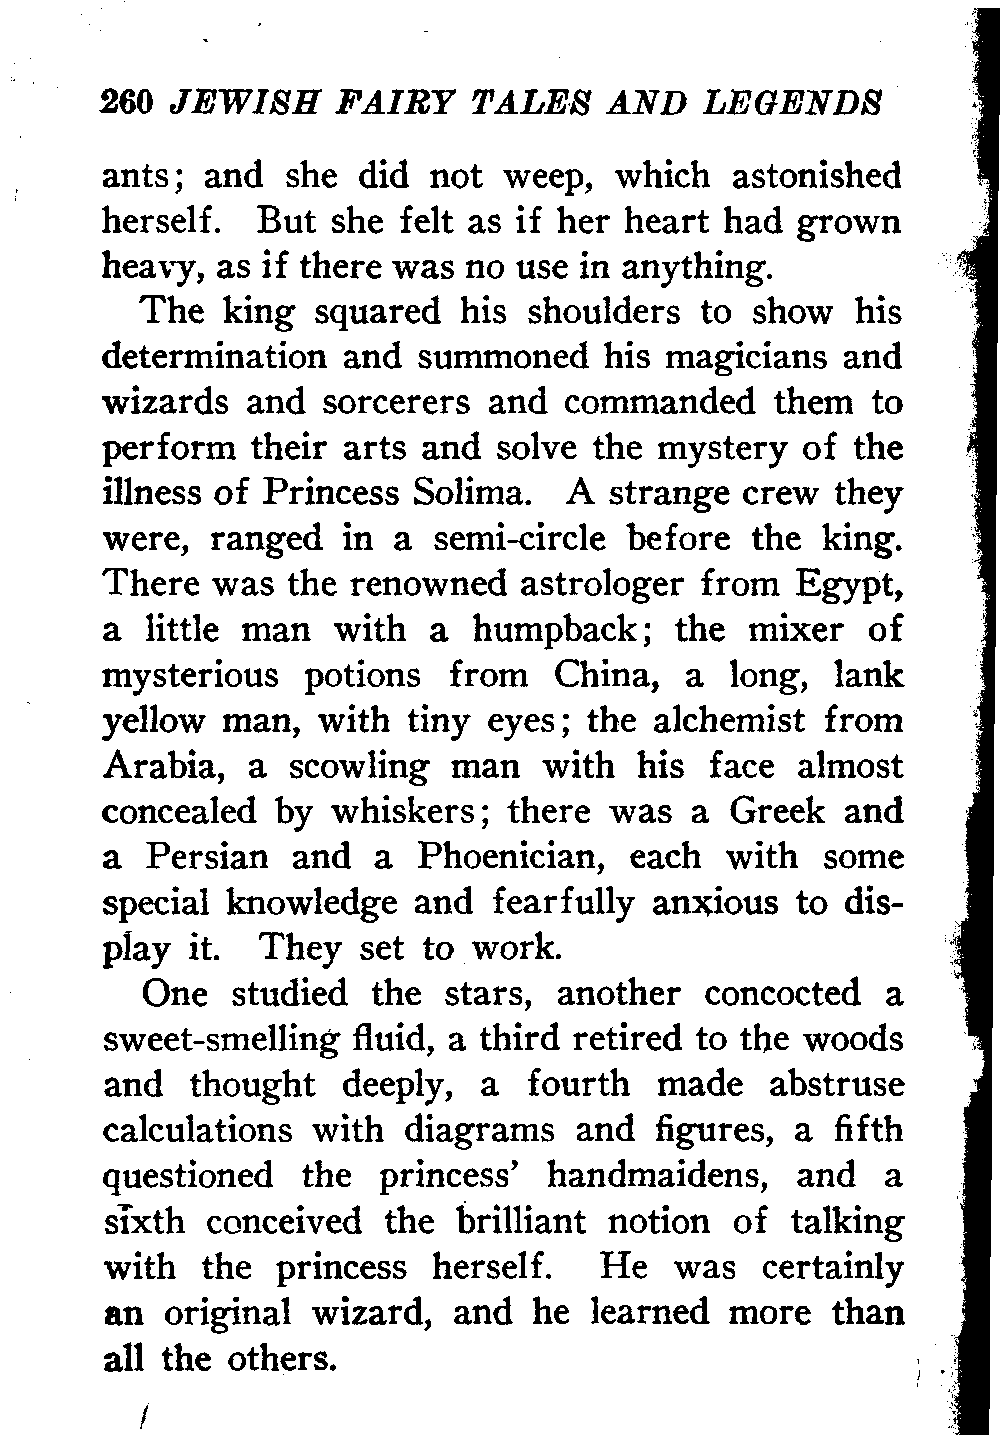 260 JEWISH FAIRY TALES AND LEGENDS
ants; and she did not weep, which astonished
herself. But she felt as if her heart had grown
heavy, as if there was no use in anything.
The king squared his shoulders to show his
determination and summoned his magicians and
wizards and sorcerers and commanded them to
perform their arts and solve the mystery of the
illness of Princess Solima. A strange crew they
were, ranged in a semi-circle before the king.
There was the renowned astrologer from Egypt,
a little man with a humpback; the mixer of
mysterious potions from China, a long, lank
yellow man, with tiny eyes; the alchemist from
Arabia, a scowling man with his face almost
concealed by whiskers; there was a Greek and
a Persian and a Phoenician, each with some
special knowledge and fearfully anxious to dis-
play it. They set to work.
One studied the stars, another concocted a
sweet-smelling fluid, a third retired to the woods
and thought deeply, a fourth made abstruse
calculations with diagrams and figures, a fifth
questioned the princess' handmaidens, and a
sixth conceived the brilliant notion of talking
with the princess herself. He was certainly
an original wizard, and he learned more than
all the others.